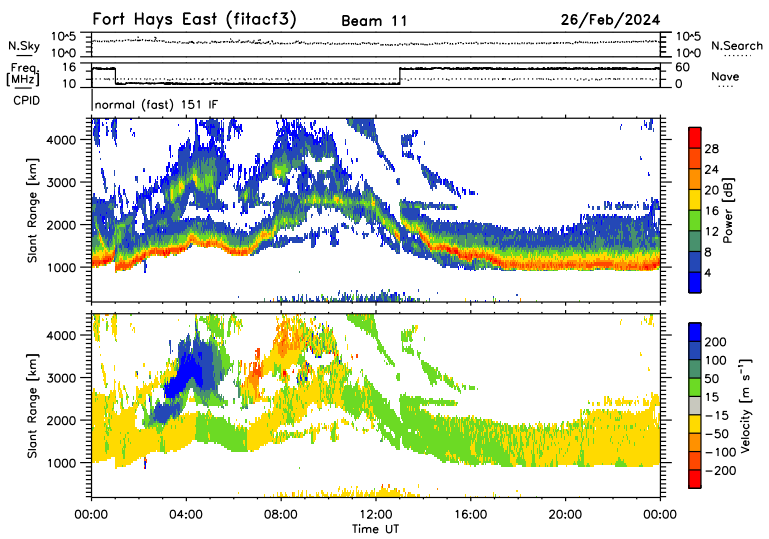 Fort Hays East (fitacf3) Beam 11 26/Feb/2024
N.Sky 10^5 10^0 10^5 10^0 N.Search
Freq. [MHz] 16 10 60 0 Nave
CPID normal (fast) 151 IF
Slant Range [km] 4000 3000 2000 1000
Power [dB] 28 24 20 16 12 8 4
Slant Range [km] 4000 3000 2000 1000
Velocity [m s⁻¹] 200 100 50 15 -15 -50 -100 -200
00:00 04:00 08:00 12:00 16:00 20:00 00:00
Time UT